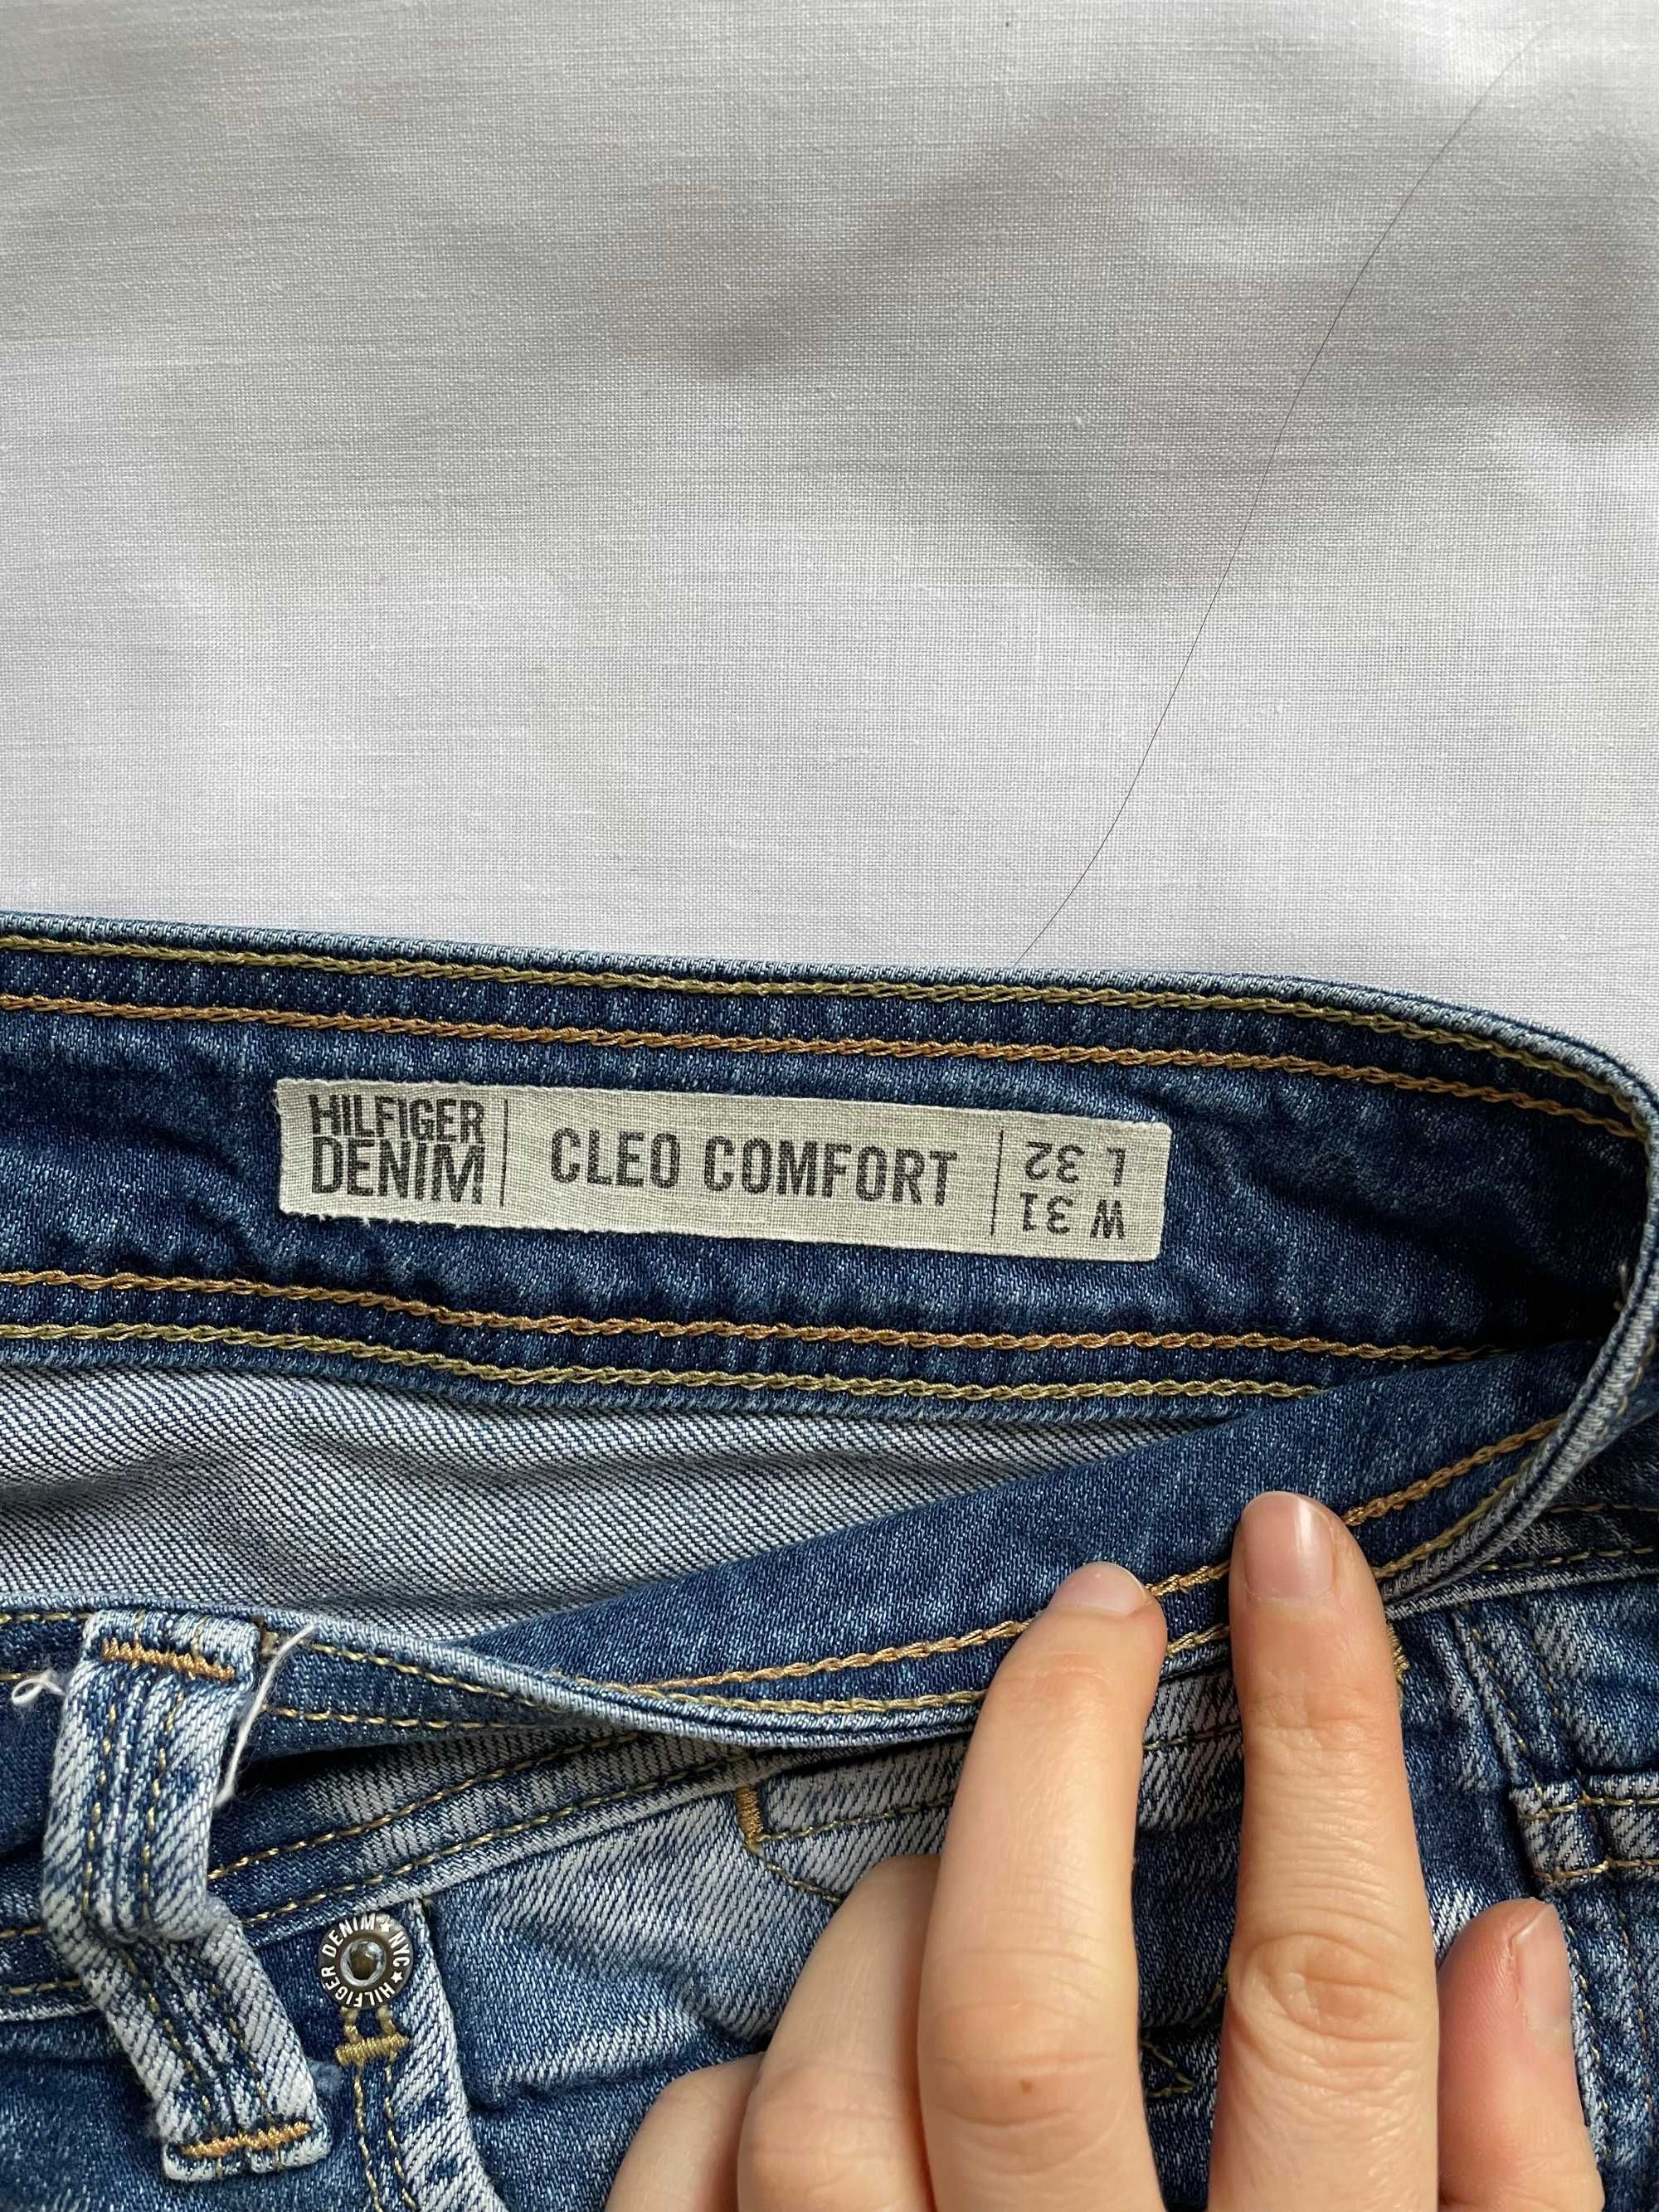 HILFIGER
DENIM
CLEO COMFORT
W 31
L 32
HILFIGER DENIM★NYC★